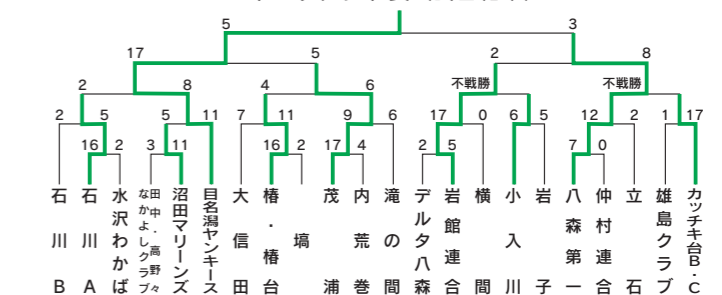 5 3
17 5 2 8
2 8 4 6 不戦勝 不戦勝
2 5 5 11 7 11 9 6 17 0 6 5 12 2 1 17
16 2 3 11 16 2 17 4 2 5 7 0
石川B
石川A
水沢わかば
田中・高野々
なかよしクラブ
沼田マリーンズ
目名潟ヤンキース
大信田
椿・椿台
塙
茂浦
内荒巻
滝の間
デルタ八森
岩館連合
横間
小入川
岩子
八森第一
仲村連合
立石
雄島クラブ
カッチキ台B・C